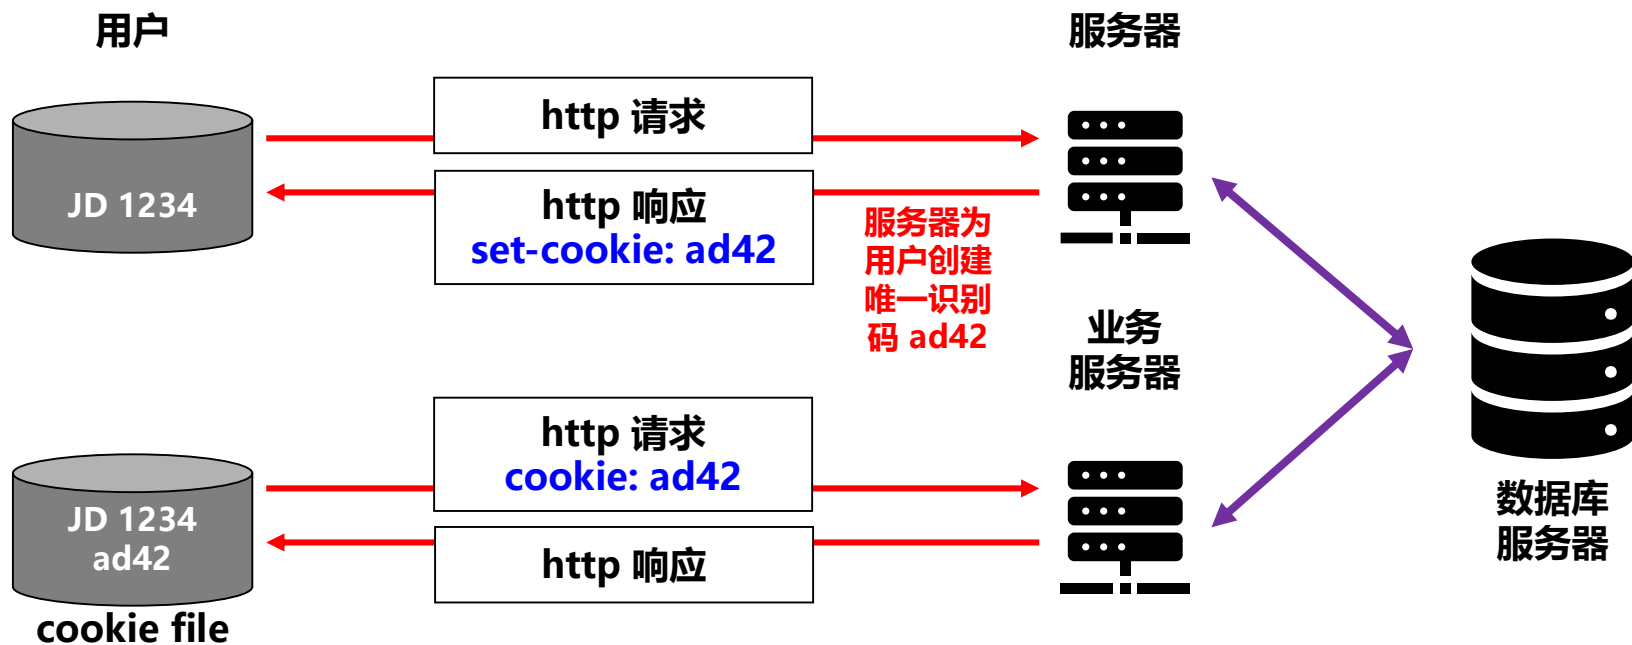 用户
服务器
JD 1234
http 请求
http 响应
set-cookie: ad42
服务器为
用户创建
唯一识别
码 ad42
业务
服务器
JD 1234
ad42
cookie file
http 请求
cookie: ad42
http 响应
数据库
服务器